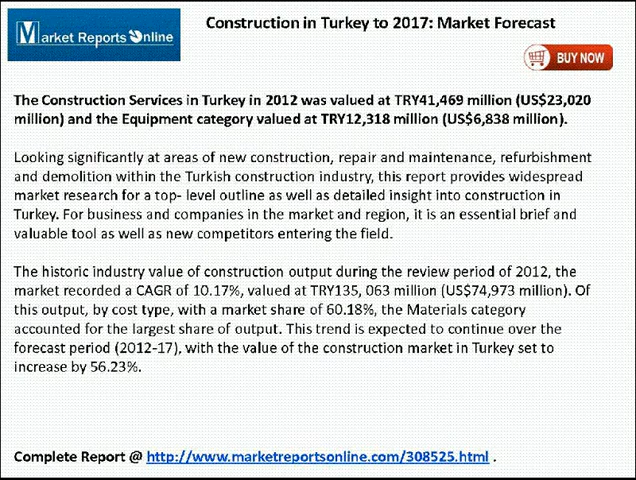 Market Reports Online
Construction in Turkey to 2017: Market Forecast
BUY NOW
The Construction Services in Turkey in 2012 was valued at TRY41,469 million (US$23,020
million) and the Equipment category valued at TRY12,318 million (US$6,838 million).
Looking significantly at areas of new construction, repair and maintenance, refurbishment
and demolition within the Turkish construction industry, this report provides widespread
market research for a top- level outline as well as detailed insight into construction in
Turkey. For business and companies in the market and region, it is an essential brief and
valuable tool as well as new competitors entering the field.
The historic industry value of construction output during the review period of 2012, the
market recorded a CAGR of 10.17%, valued at TRY135, 063 million (US$74,973 million). Of
this output, by cost type, with a market share of 60.18%, the Materials category
accounted for the largest share of output. This trend is expected to continue over the
forecast period (2012-17), with the value of the construction market in Turkey set to
increase by 56.23%.
Complete Report @ http://www.marketreportsonline.com/308525.html .